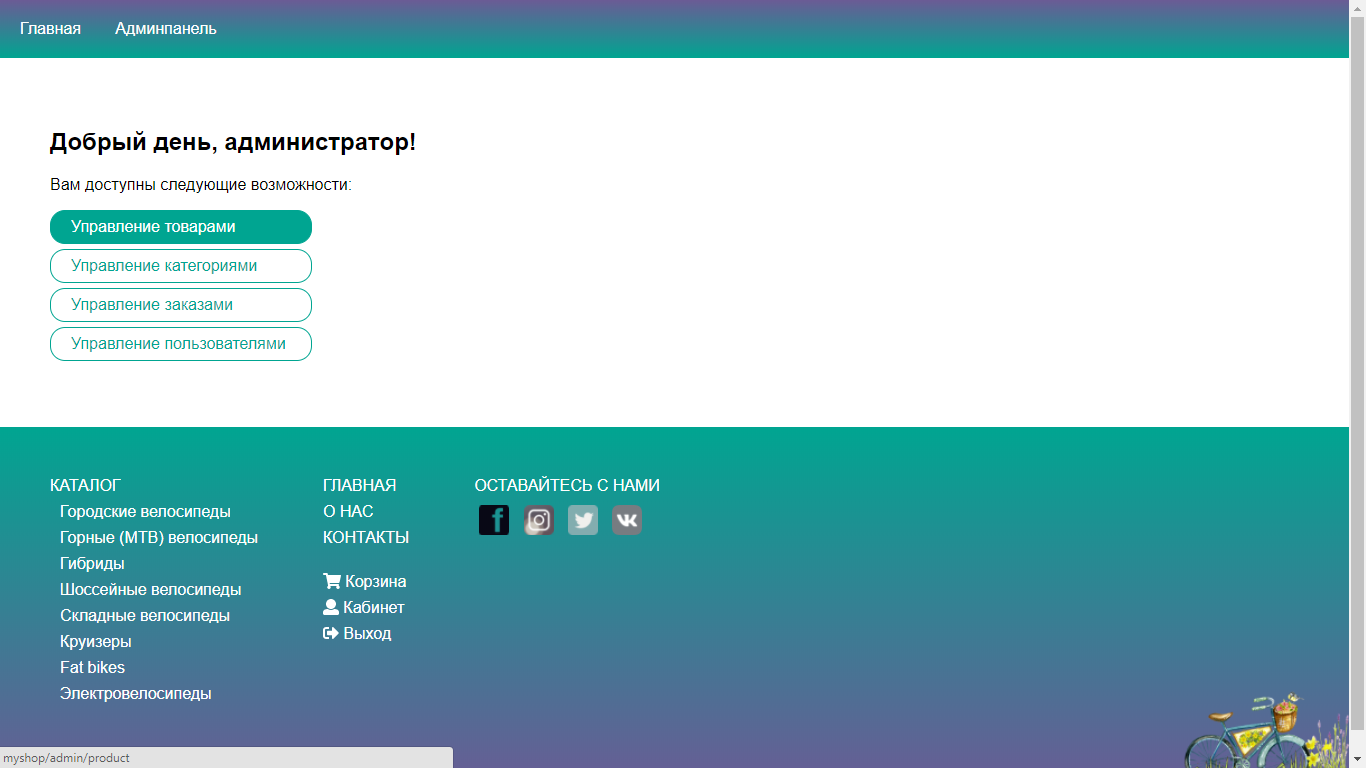 Главная Админпанель
Добрый день, администратор!
Вам доступны следующие возможности:
Управление товарами
Управление категориями
Управление заказами
Управление пользователями
КАТАЛОГ
Городские велосипеды
Горные (MTB) велосипеды
Гибриды
Шоссейные велосипеды
Складные велосипеды
Круизеры
Fat bikes
Электровелосипеды
ГЛАВНАЯ
О НАС
КОНТАКТЫ
Корзина
Кабинет
Выход
ОСТАВАЙТЕСЬ С НАМИ
myshop/admin/product